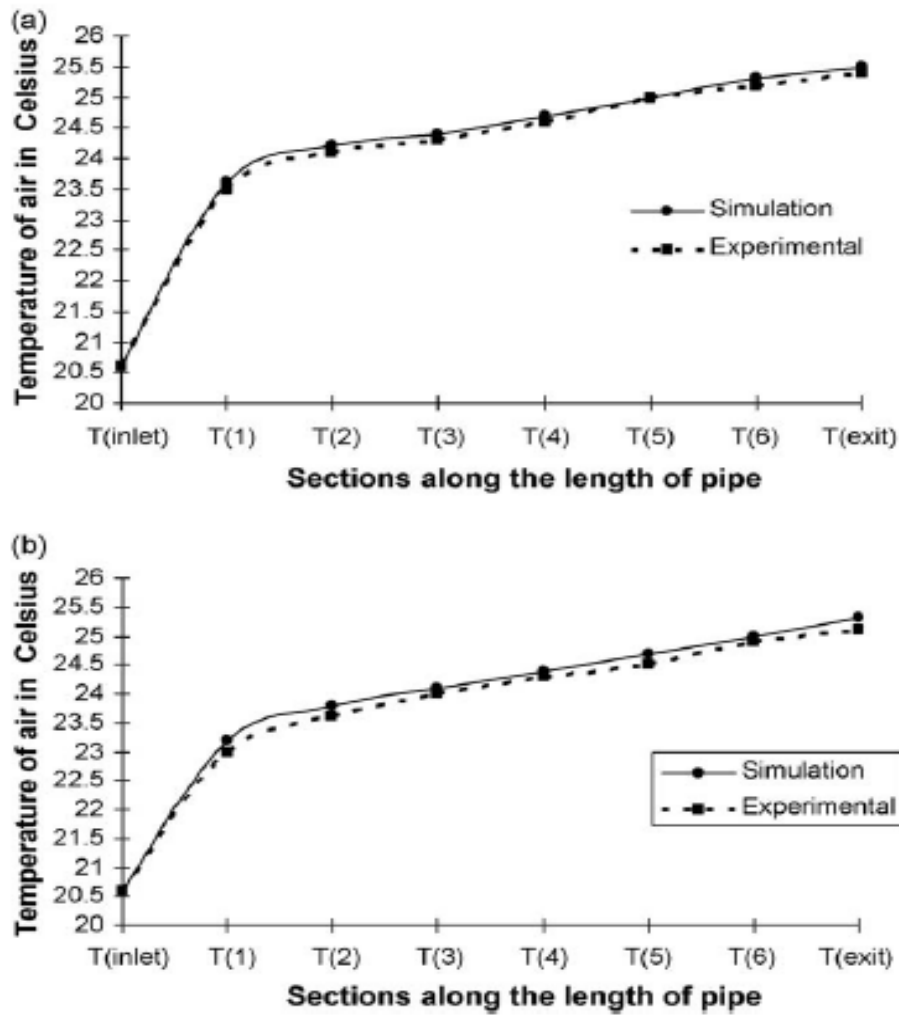 (a)
Temperature of air in Celsius
26
25.5
25
24.5
24
23.5
23
22.5
22
21.5
21
20.5
20
Simulation
Experimental
T(inlet) T(1) T(2) T(3) T(4) T(5) T(6) T(exit)
Sections along the length of pipe
(b)
Temperature of air in Celsius
26
25.5
25
24.5
24
23.5
23
22.5
22
21.5
21
20.5
20
Simulation
Experimental
T(inlet) T(1) T(2) T(3) T(4) T(5) T(6) T(exit)
Sections along the length of pipe